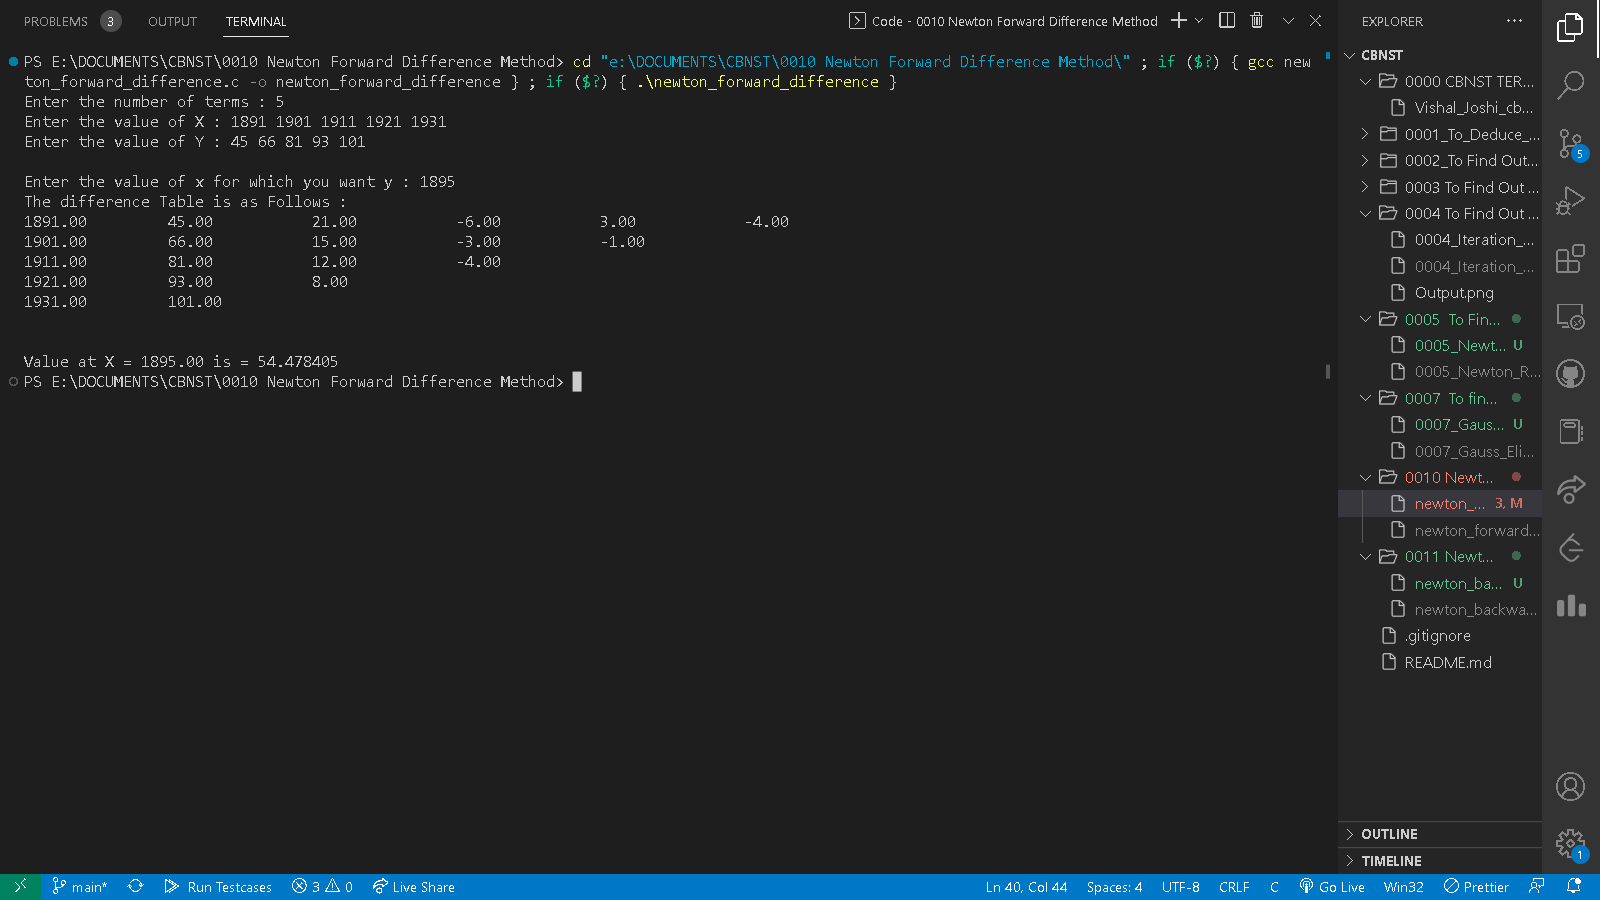 PROBLEMS 3 OUTPUT TERMINAL
Code - 0010 Newton Forward Difference Method
PS E:\DOCUMENTS\CBNST\0010 Newton Forward Difference Method> cd "e:\DOCUMENTS\CBNST\0010 Newton Forward Difference Method\" ; if ($?) { gcc new
ton_forward_difference.c -o newton_forward_difference } ; if ($?) { .\newton_forward_difference }
Enter the number of terms : 5
Enter the value of X : 1891 1901 1911 1921 1931
Enter the value of Y : 45 66 81 93 101
Enter the value of x for which you want y : 1895
The difference Table is as Follows :
1891.00 45.00 21.00 -6.00 3.00 -4.00
1901.00 66.00 15.00 -3.00 -1.00
1911.00 81.00 12.00 -4.00
1921.00 93.00 8.00
1931.00 101.00
Value at X = 1895.00 is = 54.478405
PS E:\DOCUMENTS\CBNST\0010 Newton Forward Difference Method>
EXPLORER
CBNST
0000 CBNST TER...
Vishal_Joshi_cb...
0001_To_Deduce_...
0002_To Find Out...
0003 To Find Out ...
0004 To Find Out ...
0004_Iteration_...
0004_Iteration_...
Output.png
0005 To Fin...
0005_Newt... U
0005_Newton_R...
0007 To fin...
0007_Gaus... U
0007_Gauss_Eli...
0010 Newt...
newton_... 3, M
newton_forward...
0011 Newt...
newton_ba... U
newton_backwa...
.gitignore
README.md
OUTLINE
TIMELINE
5
1
main* Run Testcases 3 0 Live Share
Ln 40, Col 44 Spaces: 4 UTF-8 CRLF C Go Live Win32 Prettier